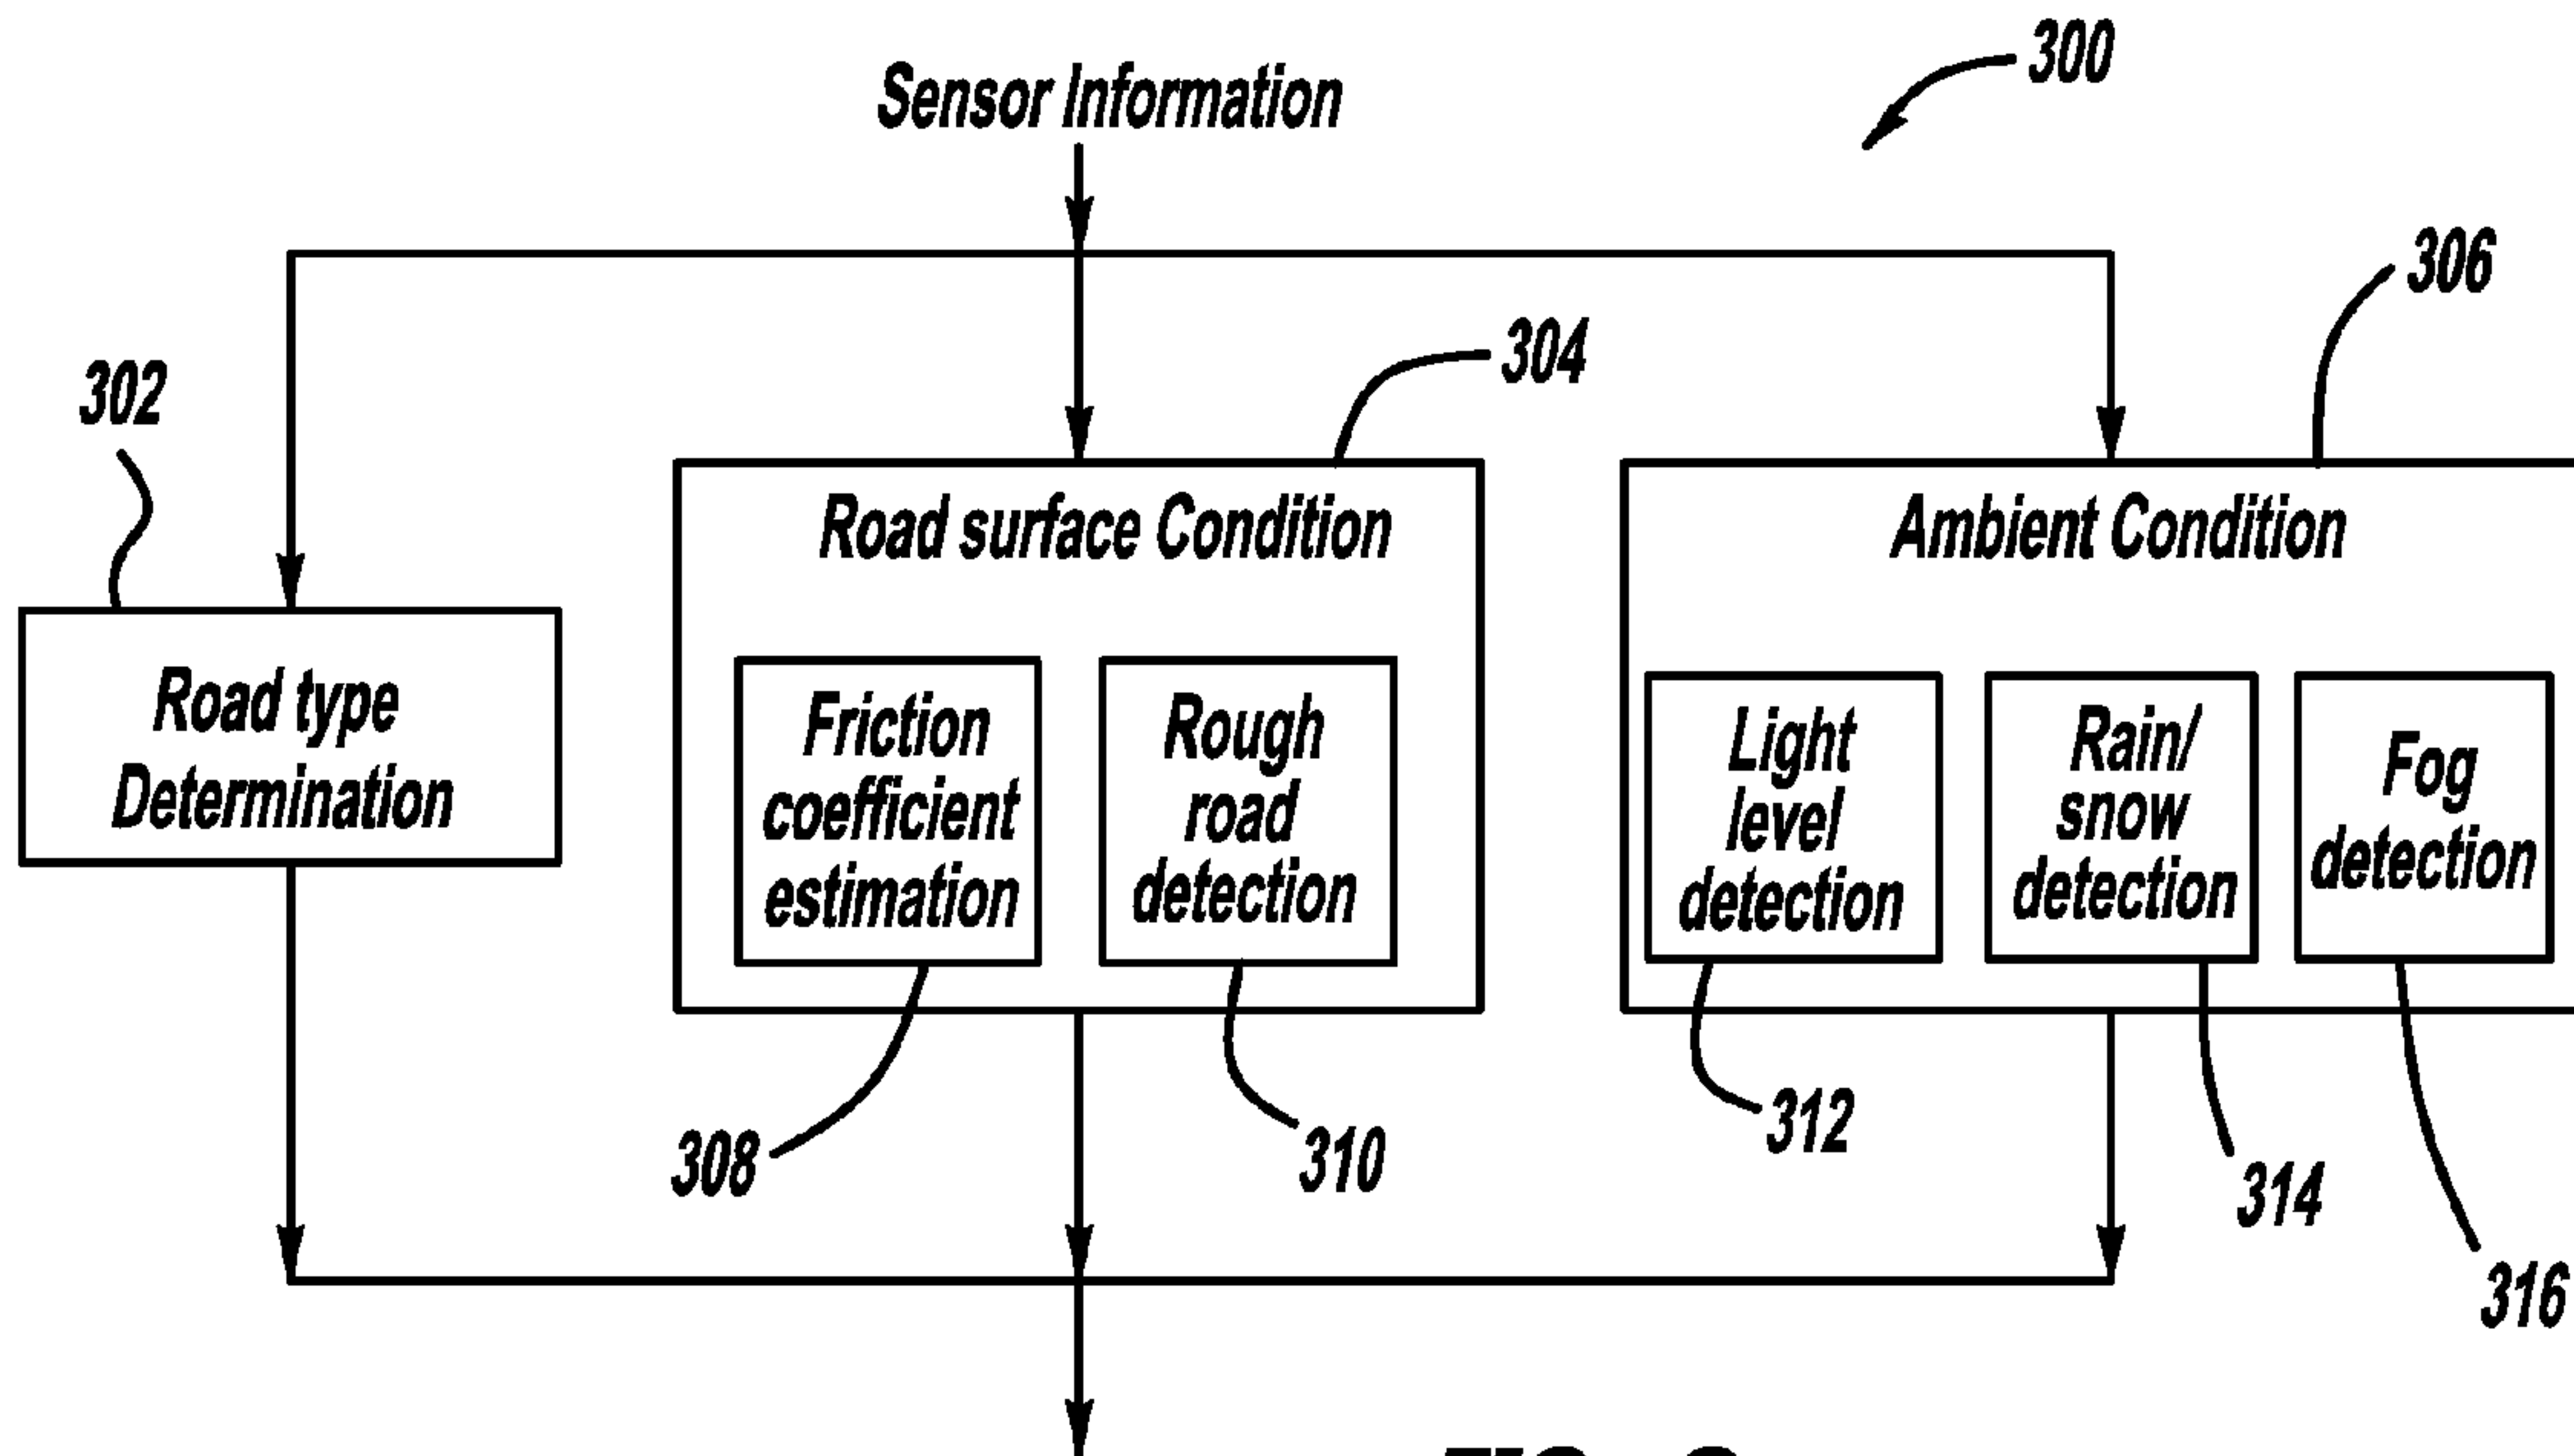 300
Sensor Information
306
304
302
Road surface Condition
Ambient Condition
Road type
Determination
Friction
coefficient
estimation
Rough
road
detection
Light
level
detection
Rain/
snow
detection
Fog
detection
308
310
312
314
316